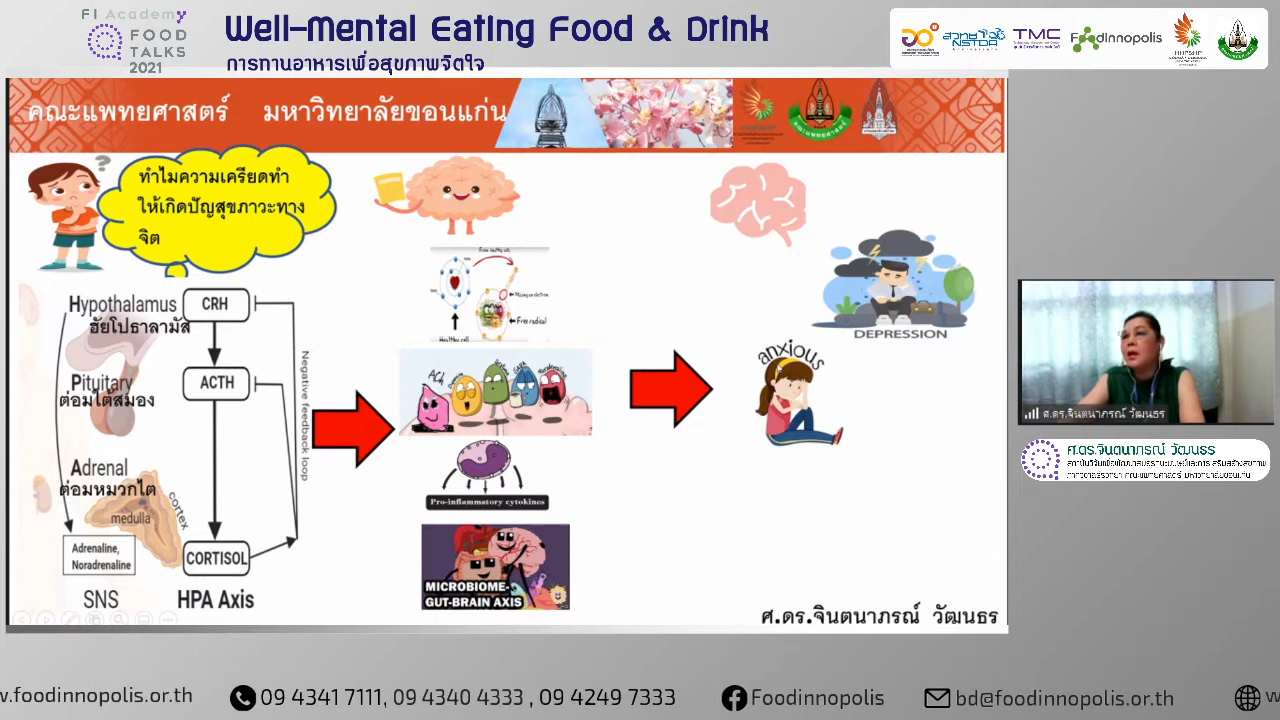 FI Academy
FOOD
TALKS
2021
Well-Mental Eating Food & Drink
การทานอาหารเพื่อสุขภาพจิตใจ
TMC
Foodinnopolis
คณะแพทยศาสตร์ มหาวิทยาลัยขอนแก่น
ทำไมความเครียดทำ
ให้เกิดปัญสุขภาวะทาง
จิต
Hypothalamus
ฮัยโปธาลามัส
CRH
Pituitary
ต่อมใต้สมอง
ACTH
Negative feedback loop
Adrenal
ต่อมหมวกไต
cortex
medulla
Adrenaline,
Noradrenaline
CORTISOL
SNS
HPA Axis
Missing an electron
Free radical
Healthy cell
ACh
GABA
Pro-inflammatory cytokines
MICROBIOME-
GUT-BRAIN AXIS
DEPRESSION
anxious
ศ.ดร.จินตนาภรณ์ วัฒนธร
ศ.ดร.จินตนาภรณ์ วัฒนธร
ศ.ดร.จินตนาภรณ์ วัฒนธร
w.foodinnopolis.or.th
09 4341 7111, 09 4340 4333 , 09 4249 7333
Foodinnopolis
bd@foodinnopolis.or.th
w